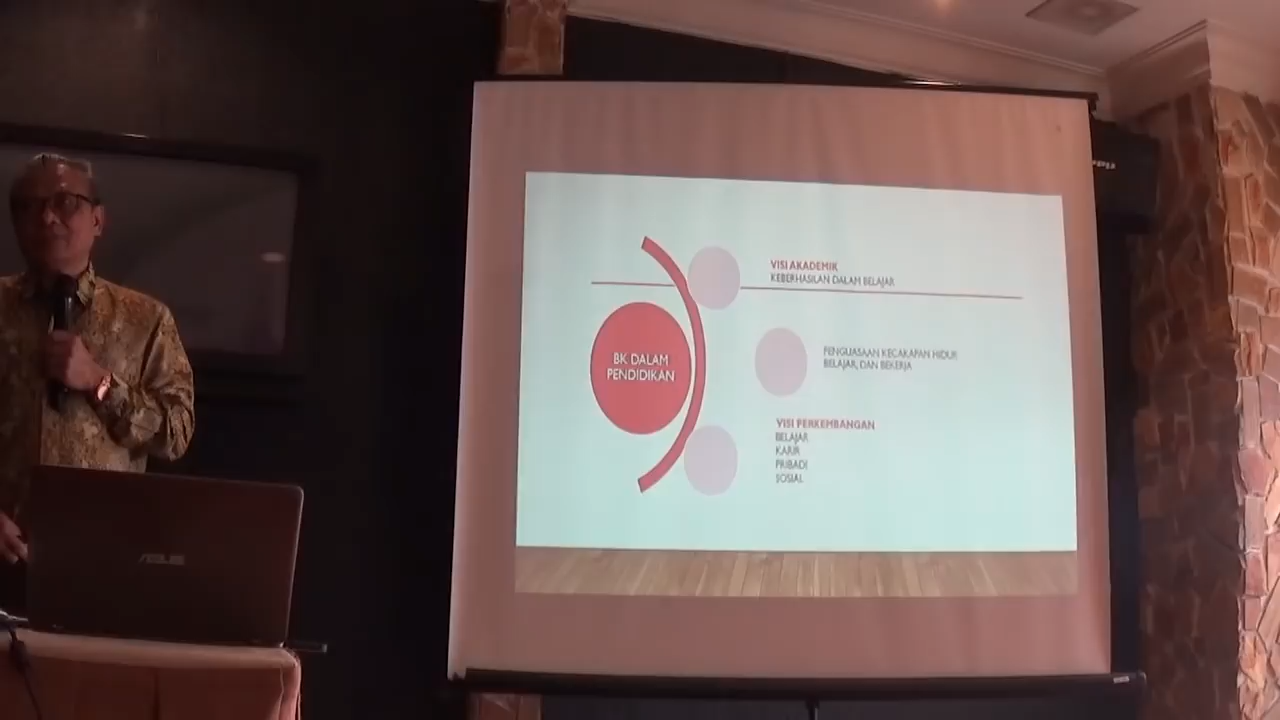 VISI AKADEMIK
KEBERHASILAN DALAM BELAJAR
BK DALAM
PENDIDIKAN
PENGUASAAN KECAKAPAN HIDUP,
BELAJAR, DAN BEKERJA
VISI PERKEMBANGAN
BELAJAR
KARIR
PRIBADI
SOSIAL
ASUS